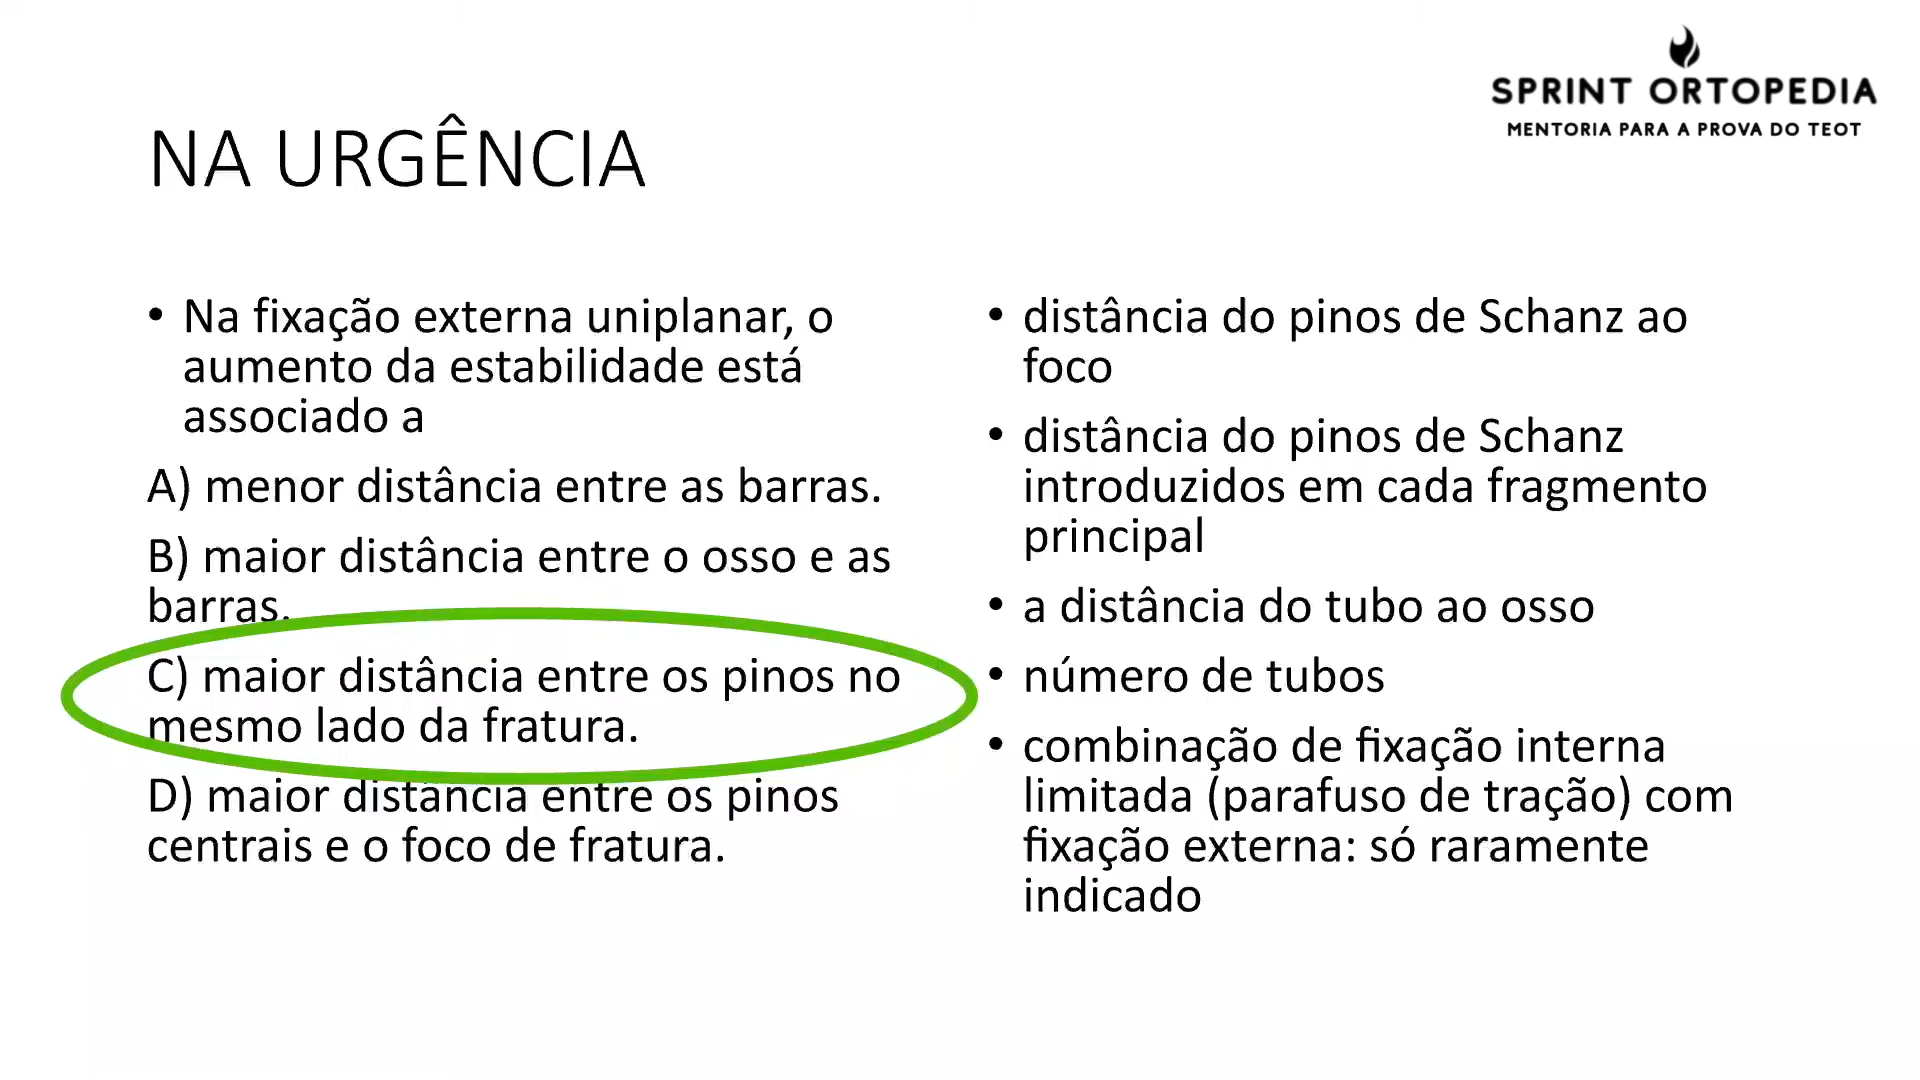 SPRINT ORTOPEDIA
MENTORIA PARA A PROVA DO TEOT
NA URGÊNCIA
• Na fixação externa uniplanar, o
aumento da estabilidade está
associado a
A) menor distância entre as barras.
B) maior distância entre o osso e as
barras.
C) maior distância entre os pinos no
mesmo lado da fratura.
D) maior distância entre os pinos
centrais e o foco de fratura.
• distância do pinos de Schanz ao
foco
• distância do pinos de Schanz
introduzidos em cada fragmento
principal
• a distância do tubo ao osso
• número de tubos
• combinação de fixação interna
limitada (parafuso de tração) com
fixação externa: só raramente
indicado